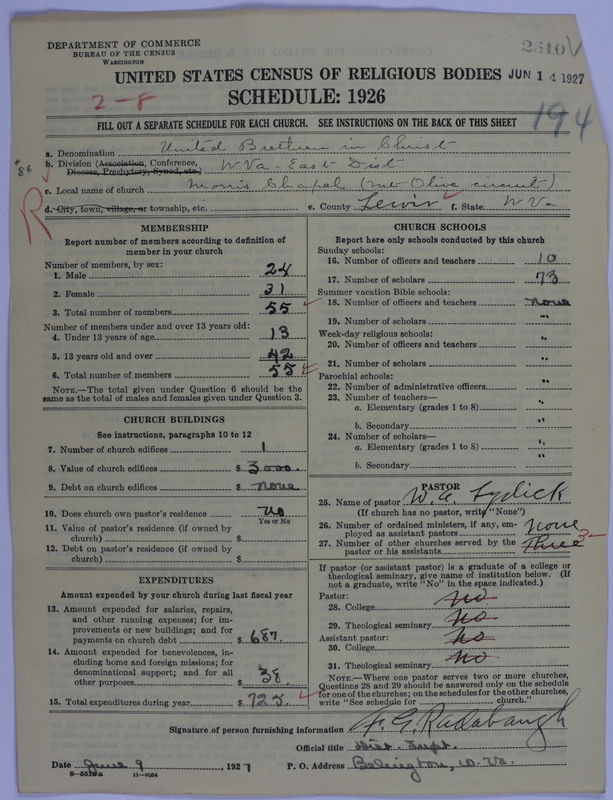 DEPARTMENT OF COMMERCE
BUREAU OF THE CENSUS
WASHINGTON
2610
UNITED STATES CENSUS OF RELIGIOUS BODIES JUN 14 1927
SCHEDULE: 1926
2-8
194
FILL OUT A SEPARATE SCHEDULE FOR EACH CHURCH. SEE INSTRUCTIONS ON THE BACK OF THIS SHEET
a. Denomination United Brethren in Christ
b. Division (Association, Conference, Diocese, Presbytery, Synod, etc.) W Va - East Dist
"86"
c. Local name of church Morris Chapel (Mt Olive circuit)
R
d. City, town, village, or township, etc. e. County Lewis f. State W Va
MEMBERSHIP
Report number of members according to definition of member in your church
Number of members, by sex:
1. Male 24
2. Female 31
3. Total number of members 55
Number of members under and over 13 years old:
4. Under 13 years of age 13
5. 13 years old and over 42
6. Total number of members 55
NOTE.—The total given under Question 6 should be the same as the total of males and females given under Question 3.
CHURCH BUILDINGS
See instructions, paragraphs 10 to 12
7. Number of church edifices 1
8. Value of church edifices $ 3000.
9. Debt on church edifices $ none
10. Does church own pastor's residence? No
Yes or No
11. Value of pastor's residence (if owned by church) $
12. Debt on pastor's residence (if owned by church) $
EXPENDITURES
Amount expended by your church during last fiscal year
13. Amount expended for salaries, repairs, and other running expenses; for improvements or new buildings; and for payments on church debt $ 687.
14. Amount expended for benevolences, including home and foreign missions; for denominational support; and for all other purposes $ 38.
15. Total expenditures during year $ 725.
CHURCH SCHOOLS
Report here only schools conducted by this church
Sunday schools:
16. Number of officers and teachers 10
17. Number of scholars 73
Summer vacation Bible schools:
18. Number of officers and teachers none
19. Number of scholars "
Week-day religious schools:
20. Number of officers and teachers "
21. Number of scholars "
Parochial schools:
22. Number of administrative officers "
23. Number of teachers—
a. Elementary (grades 1 to 8) "
b. Secondary "
24. Number of scholars—
a. Elementary (grades 1 to 8) "
b. Secondary "
PASTOR
25. Name of pastor W. A. Lydick
(If church has no pastor, write "None")
26. Number of ordained ministers, if any, employed as assistant pastors none
27. Number of other churches served by the pastor or his assistants three 3
If pastor (or assistant pastor) is a graduate of a college or theological seminary, give name of institution below. (If not a graduate, write "No" in the space indicated.)
Pastor:
28. College No
29. Theological seminary No
Assistant pastor:
30. College No
31. Theological seminary No
NOTE.—Where one pastor serves two or more churches, Questions 28 and 29 should be answered only on the schedule for one of the churches; on the schedules for the other churches, write "See schedule for church."
Signature of person furnishing information F. G. Radabaugh
Official title Dist. Supt.
Date June 9, 1927 P. O. Address Belington, W. Va.
8-5519a 11-9054